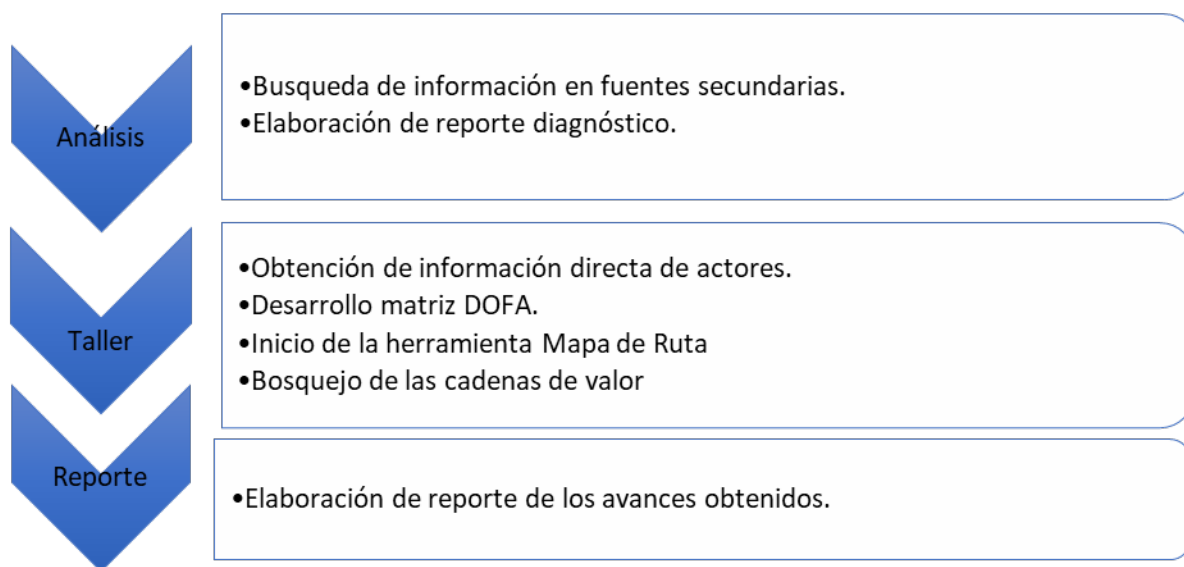 Análisis
•Busqueda de información en fuentes secundarias.
•Elaboración de reporte diagnóstico.
Taller
•Obtención de información directa de actores.
•Desarrollo matriz DOFA.
•Inicio de la herramienta Mapa de Ruta
•Bosquejo de las cadenas de valor
Reporte
•Elaboración de reporte de los avances obtenidos.